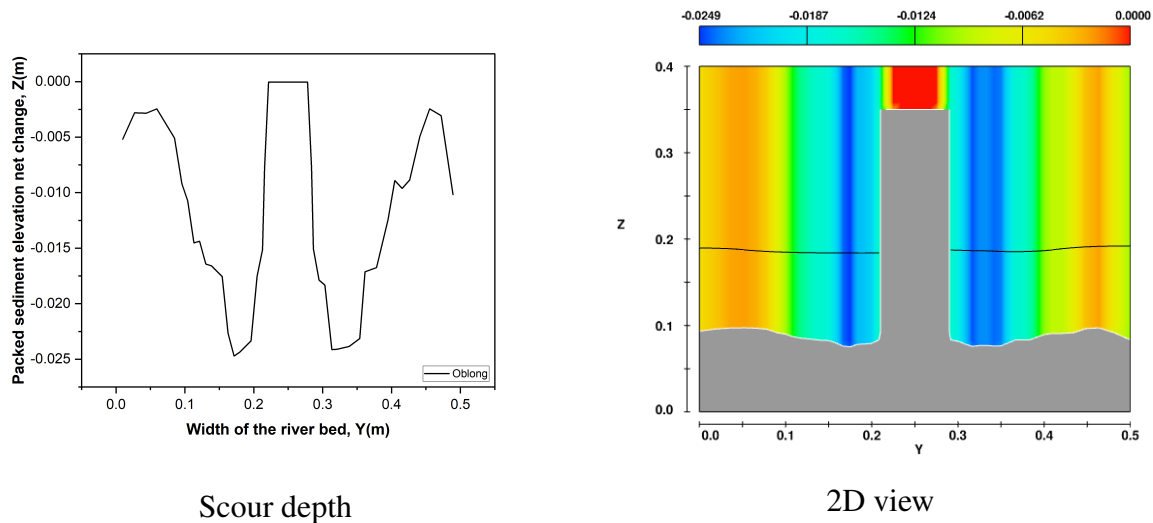 Packed sediment elevation net change, Z(m)
0.000
-0.005
-0.010
-0.015
-0.020
-0.025
Oblong
0.0 0.1 0.2 0.3 0.4 0.5
Width of the river bed, Y(m)
Scour depth
-0.0249 -0.0187 -0.0124 -0.0062 0.0000
0.4
0.3
Z
0.2
0.1
0.0
0.0 0.1 0.2 0.3 0.4 0.5
Y
2D view